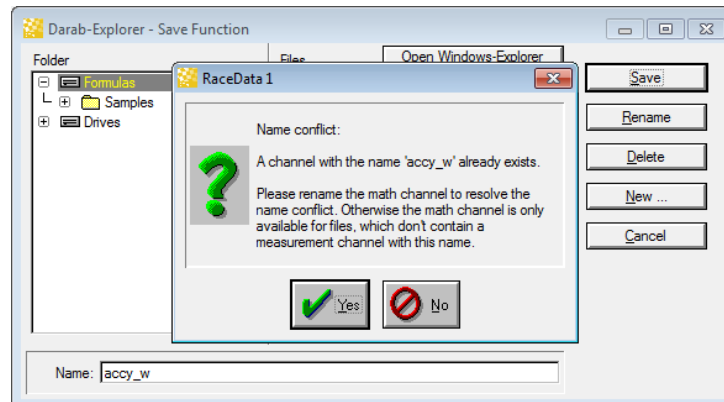 Darab-Explorer - Save Function
Folder
Files
Open Windows-Explorer
Formulas
Samples
Drives
RaceData 1
Name conflict:
A channel with the name 'accy_w' already exists.
Please rename the math channel to resolve the
name conflict. Otherwise the math channel is only
available for files, which don't contain a
measurement channel with this name.
Yes
No
Save
Rename
Delete
New ...
Cancel
Name: accy_w